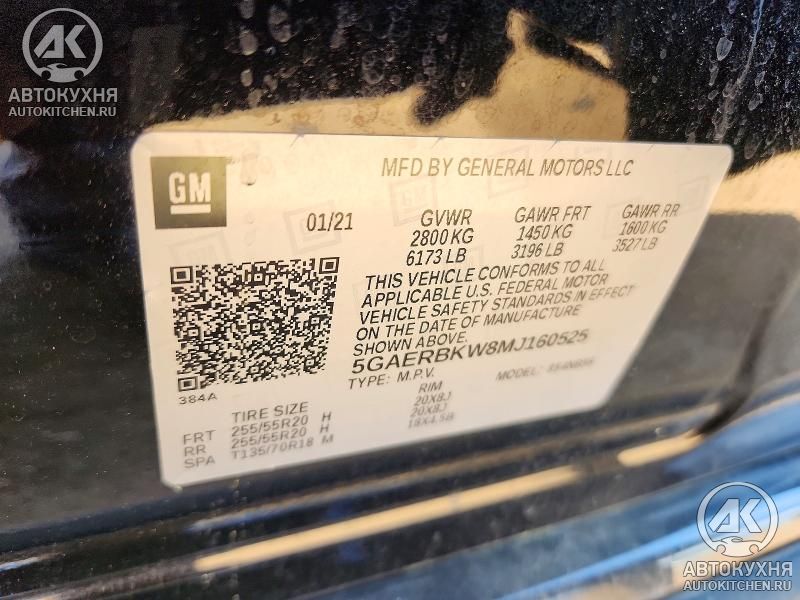 AK
АВТОКУХНЯ
AUTOKITCHEN.RU
GM
MFD BY GENERAL MOTORS LLC
01/21
GVWR GAWR FRT GAWR RR
2800 KG 1450 KG 1600 KG
6173 LB 3196 LB 3527 LB
THIS VEHICLE CONFORMS TO ALL
APPLICABLE U.S. FEDERAL MOTOR
VEHICLE SAFETY STANDARDS IN EFFECT
ON THE DATE OF MANUFACTURE
SHOWN ABOVE.
5GAERBKW8MJ160525
TYPE: M.P.V. MODEL:
384A
TIRE SIZE RIM
FRT 255/55R20 H 20X8J
RR 255/55R20 H 20X8J
SPA T135/70R18 M 18X4.5B
AK
АВТОКУХНЯ
AUTOKITCHEN.RU